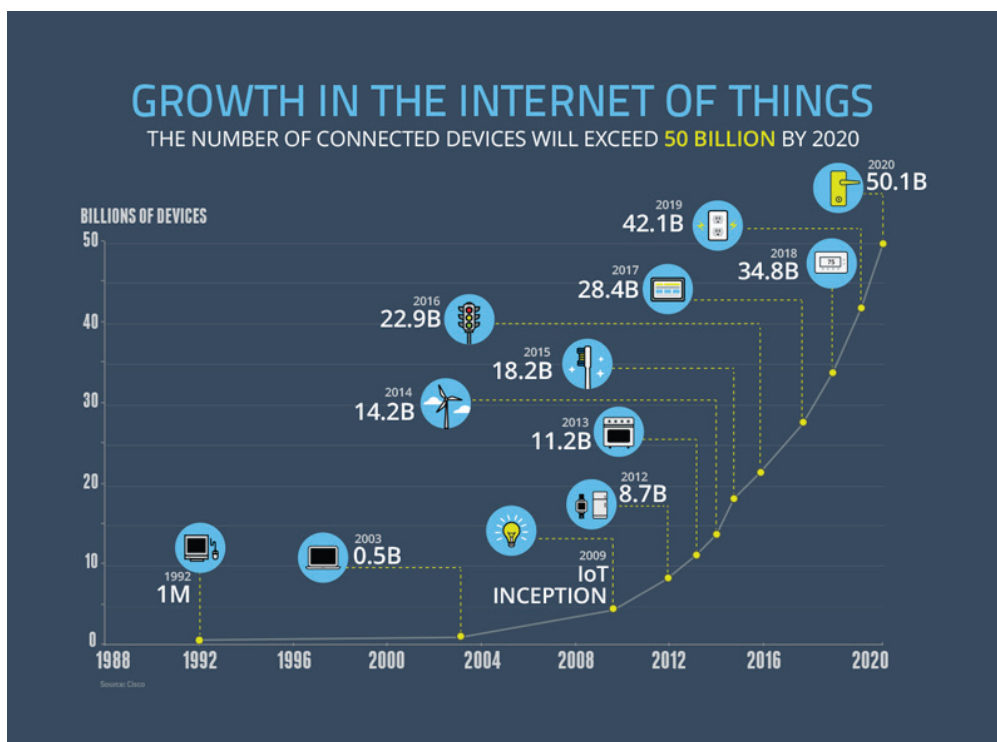 GROWTH IN THE INTERNET OF THINGS
THE NUMBER OF CONNECTED DEVICES WILL EXCEED 50 BILLION BY 2020
BILLIONS OF DEVICES
2020
50.1B
2019
42.1B
2018
34.8B
2017
28.4B
2016
22.9B
2015
18.2B
2014
14.2B
2013
11.2B
2012
8.7B
2009
IoT
INCEPTION
2003
0.5B
1992
1M
75
50
40
30
20
10
0
1988 1992 1996 2000 2004 2008 2012 2016 2020
Source: Cisco